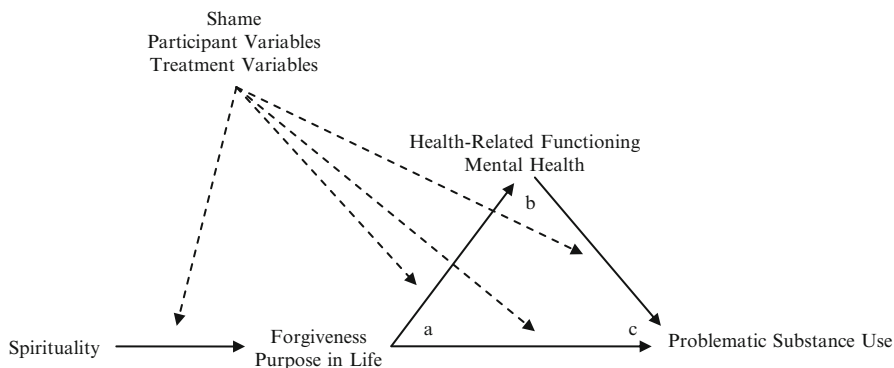 Shame
Participant Variables
Treatment Variables
Health-Related Functioning
Mental Health
b
a
c
Spirituality
Forgiveness
Purpose in Life
Problematic Substance Use